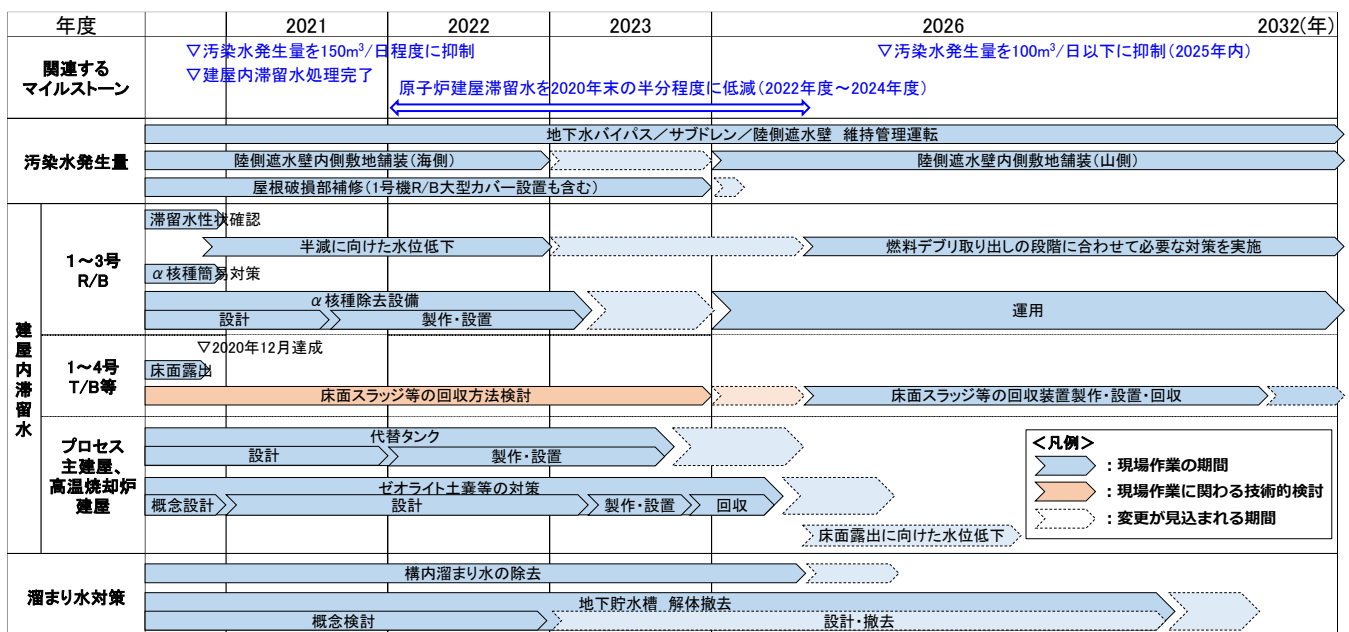 年度 2021 2022 2023 2026 2032(年)
関連する
マイルストーン
▽汚染水発生量を150m³/日程度に抑制
▽建屋内滞留水処理完了
▽汚染水発生量を100m³/日以下に抑制(2025年内)
原子炉建屋滞留水を2020年末の半分程度に低減(2022年度～2024年度)
汚染水発生量
地下水バイパス／サブドレン／陸側遮水壁 維持管理運転
陸側遮水壁内側敷地舗装(海側) 陸側遮水壁内側敷地舗装(山側)
屋根破損部補修(1号機R/B大型カバー設置も含む)
建屋内滞留水
1～3号
R/B
滞留水性状確認
半減に向けた水位低下 燃料デブリ取り出しの段階に合わせて必要な対策を実施
α核種簡易対策
α核種除去設備
設計 製作・設置 運用
1～4号
T/B等
▽2020年12月達成
床面露出
床面スラッジ等の回収方法検討 床面スラッジ等の回収装置製作・設置・回収
プロセス
主建屋、
高温焼却炉
建屋
代替タンク
設計 製作・設置
ゼオライト土嚢等の対策
概念設計 設計 製作・設置 回収
床面露出に向けた水位低下
＜凡例＞
：現場作業の期間
：現場作業に関わる技術的検討
：変更が見込まれる期間
溜まり水対策
構内溜まり水の除去
地下貯水槽 解体撤去
概念検討 設計・撤去